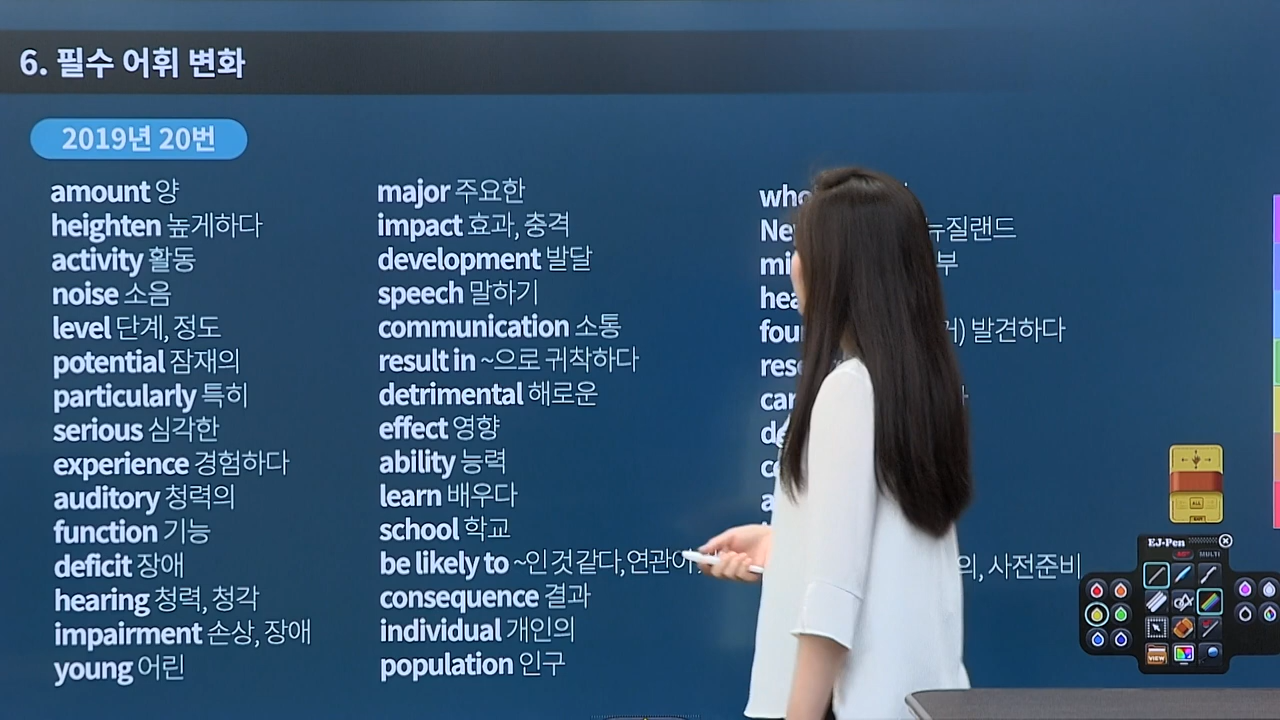 6. 필수 어휘 변화
2019년 20번
amount 양
heighten 높게하다
activity 활동
noise 소음
level 단계, 정도
potential 잠재의
particularly 특히
serious 심각한
experience 경험하다
auditory 청력의
function 기능
deficit 장애
hearing 청력, 청각
impairment 손상, 장애
young 어린
major 주요한
impact 효과, 충격
development 발달
speech 말하기
communication 소통
result in ~으로 귀착하다
detrimental 해로운
effect 영향
ability 능력
learn 배우다
school 학교
be likely to ~인 것 같다,
consequence 결과
individual 개인의
population 인구
뉴질랜드
발견하다
사전준비
EJ-Pen
MULTI
ALL
VIEW